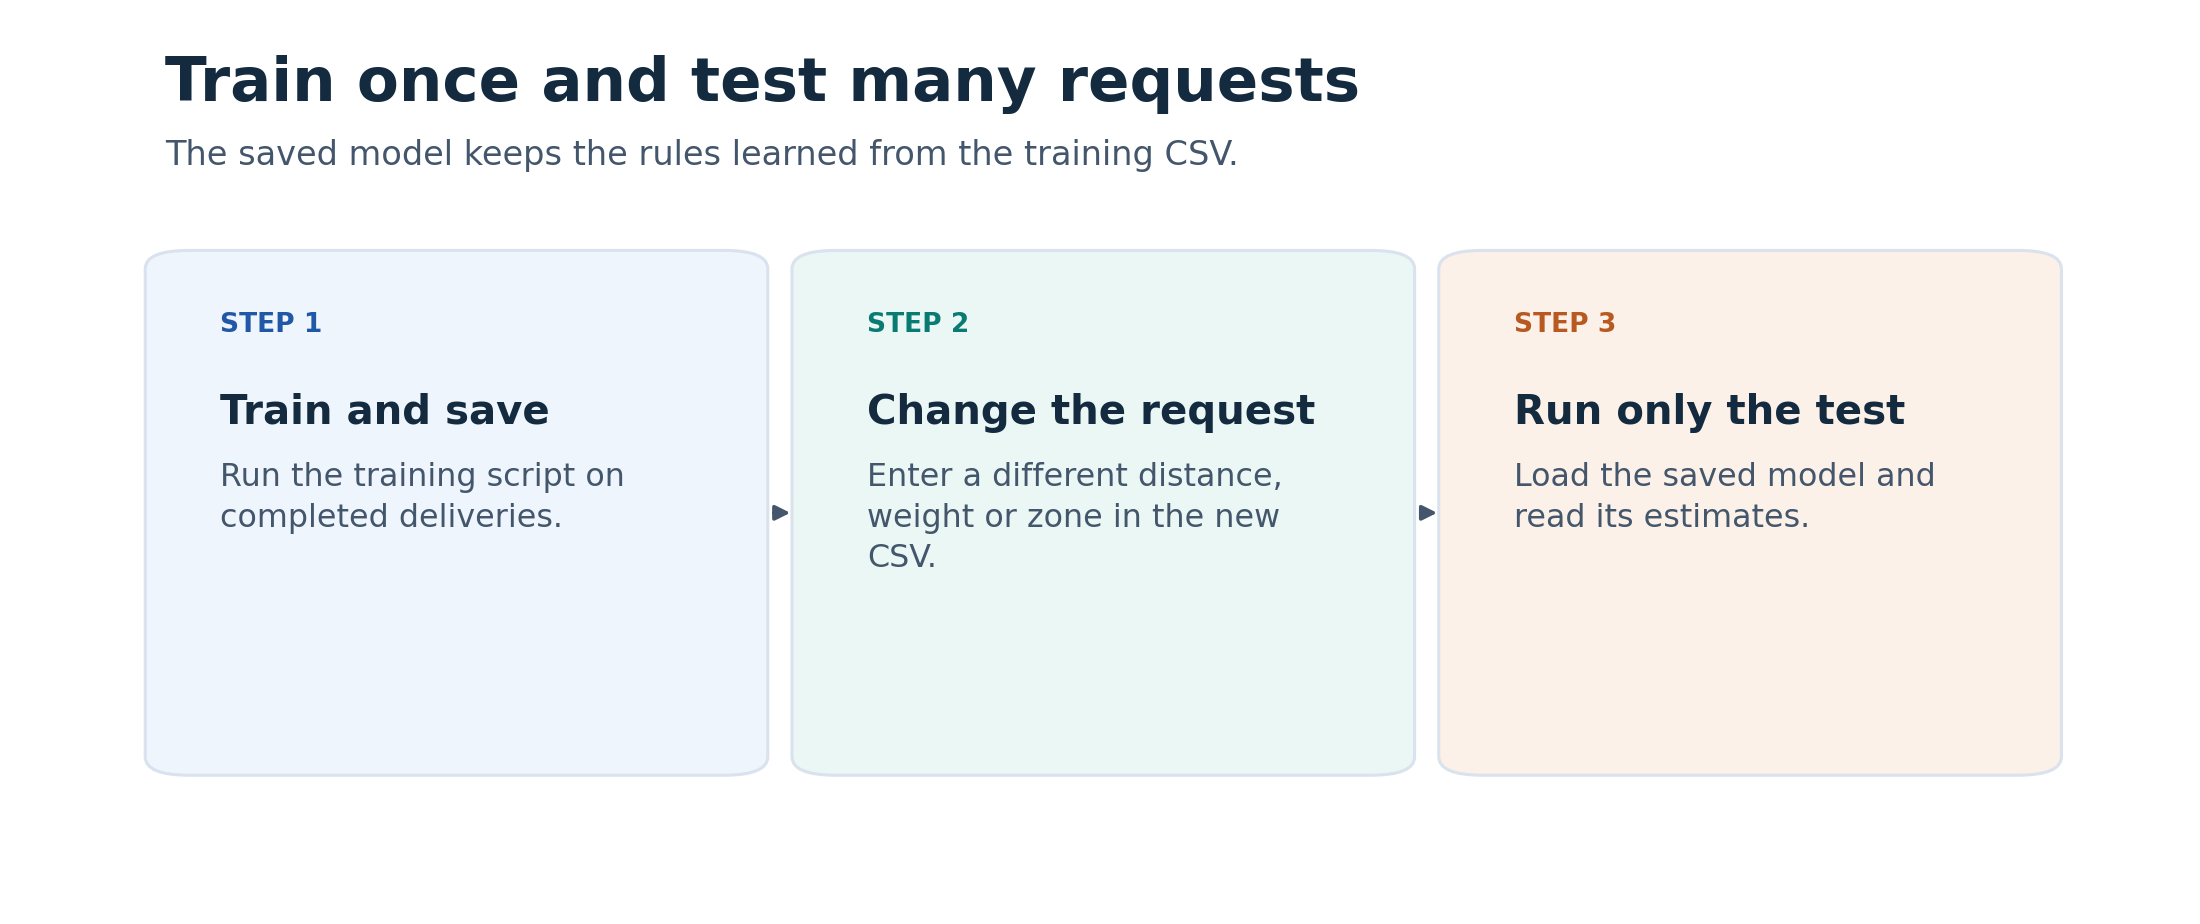 Train once and test many requests
The saved model keeps the rules learned from the training CSV.
STEP 1
Train and save
Run the training script on
completed deliveries.
STEP 2
Change the request
Enter a different distance,
weight or zone in the new
CSV.
STEP 3
Run only the test
Load the saved model and
read its estimates.